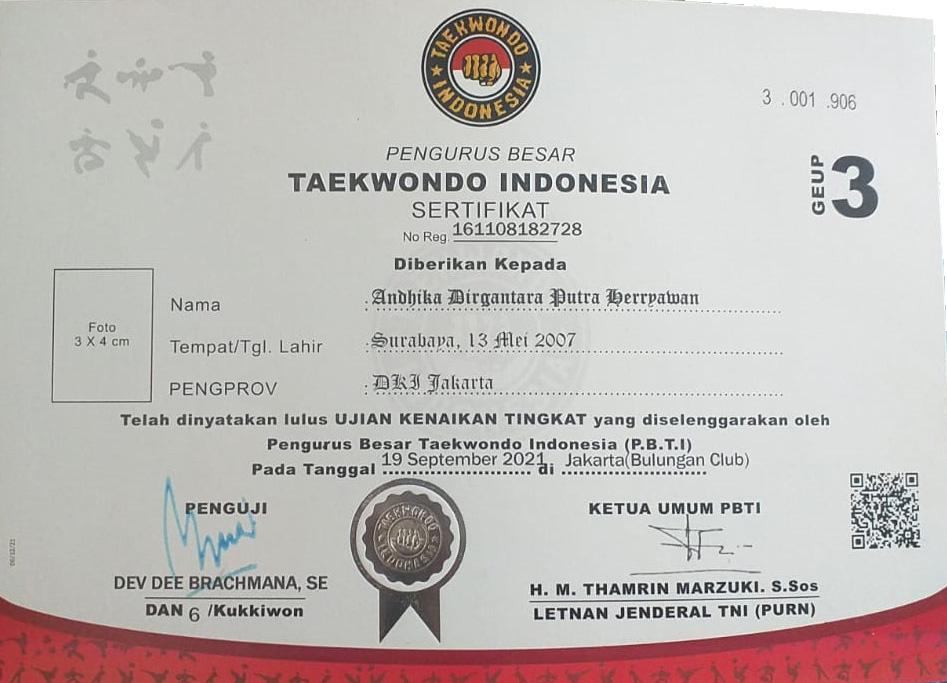 TAEKWONDO
INDONESIA
3 .001 .906
PENGURUS BESAR
TAEKWONDO INDONESIA
GEUP 3
SERTIFIKAT
No Reg. 161108182728
Diberikan Kepada
Foto
3 X 4 cm
Nama : Andhika Dirgantara Putra Herryawan
Tempat/Tgl. Lahir : Surabaya, 13 Mei 2007
PENGPROV : DKI Jakarta
Telah dinyatakan lulus UJIAN KENAIKAN TINGKAT yang diselenggarakan oleh
Pengurus Besar Taekwondo Indonesia (P.B.T.I)
Pada Tanggal 19 September 2021 di Jakarta(Bulungan Club)
PENGUJI
DEV DEE BRACHMANA, SE
DAN 6 /Kukkiwon
TAEKWONDO
INDONESIA
KETUA UMUM PBTI
H. M. THAMRIN MARZUKI. S.Sos
LETNAN JENDERAL TNI (PURN)